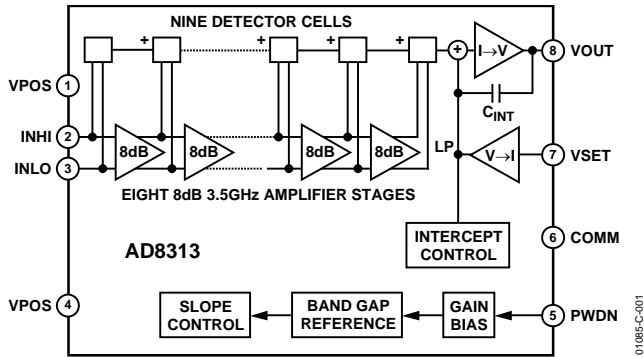 NINE DETECTOR CELLS
+ + + + +
I→V
8 VOUT
VPOS 1
CINT
INHI 2
8dB 8dB 8dB 8dB
LP
V→I
7 VSET
INLO 3
EIGHT 8dB 3.5GHz AMPLIFIER STAGES
INTERCEPT
CONTROL
6 COMM
AD8313
VPOS 4
SLOPE
CONTROL
BAND GAP
REFERENCE
GAIN
BIAS
5 PWDN
01085-C-001